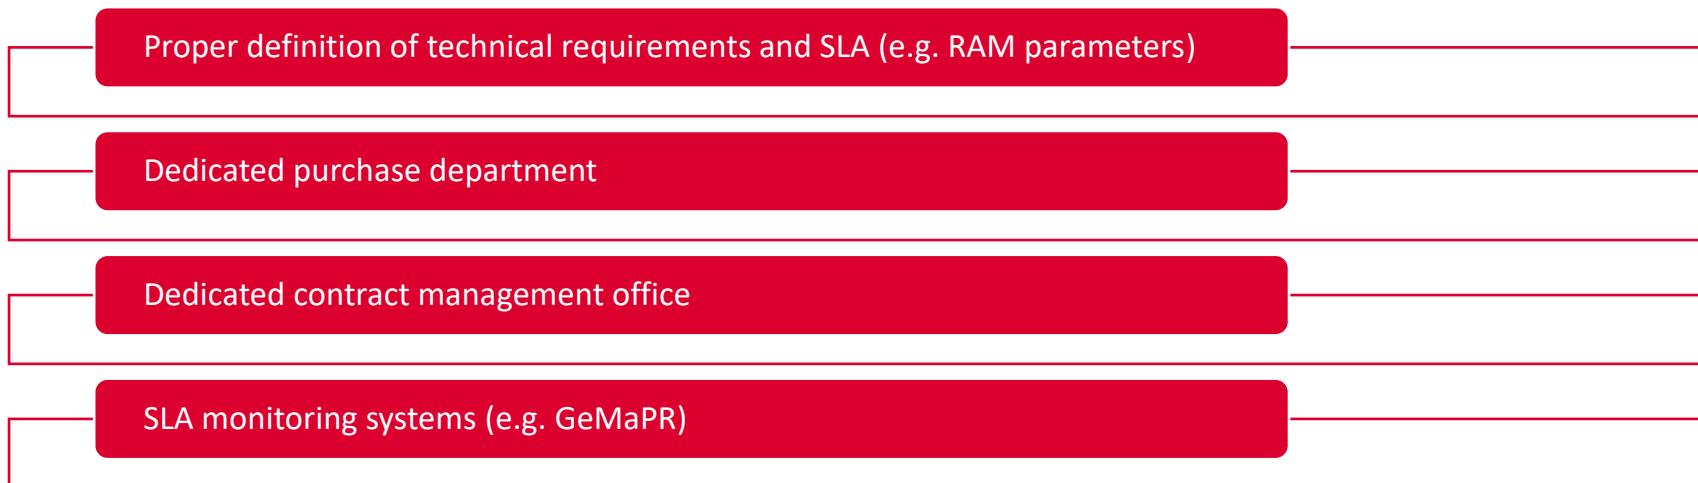 Proper definition of technical requirements and SLA (e.g. RAM parameters)
Dedicated purchase department
Dedicated contract management office
SLA monitoring systems (e.g. GeMaPR)